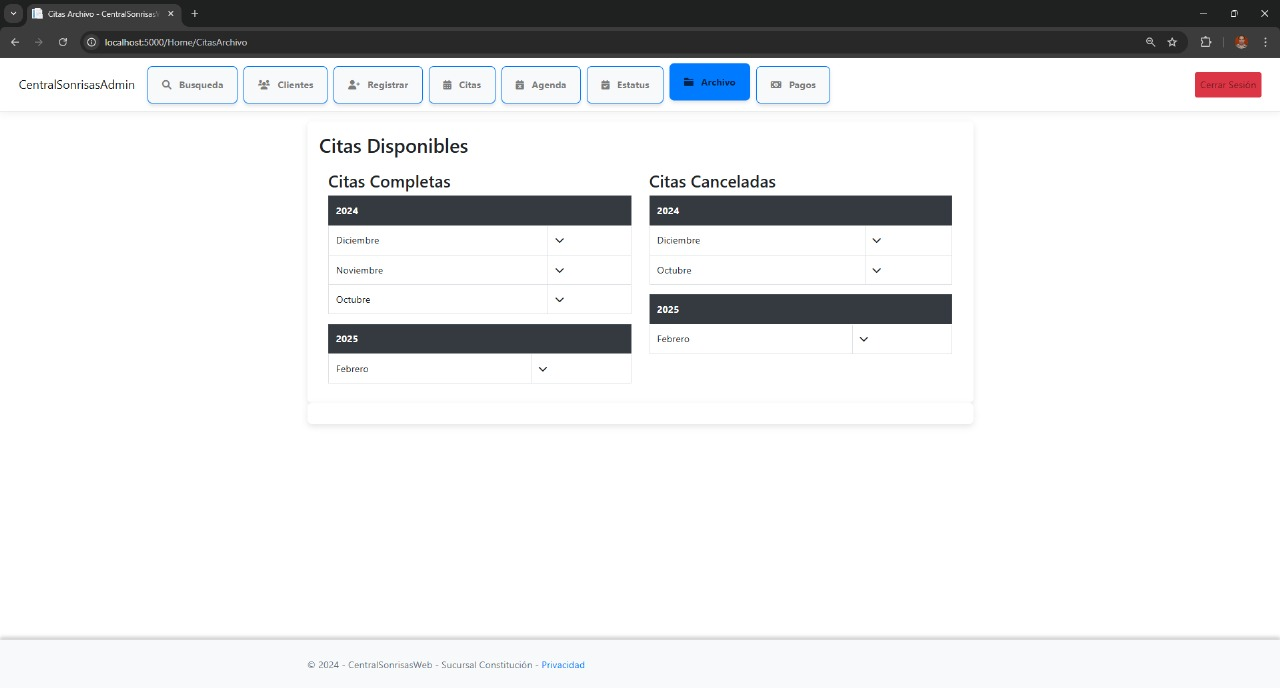 Citas Archivo - CentralSonrisasW
localhost:5000/Home/CitasArchivo
CentralSonrisasAdmin Busqueda Clientes Registrar Citas Agenda Estatus Archivo Pagos Cerrar Sesión
Citas Disponibles
Citas Completas
2024
Diciembre
Noviembre
Octubre
2025
Febrero
Citas Canceladas
2024
Diciembre
Octubre
2025
Febrero
© 2024 - CentralSonrisasWeb - Sucursal Constitución - Privacidad